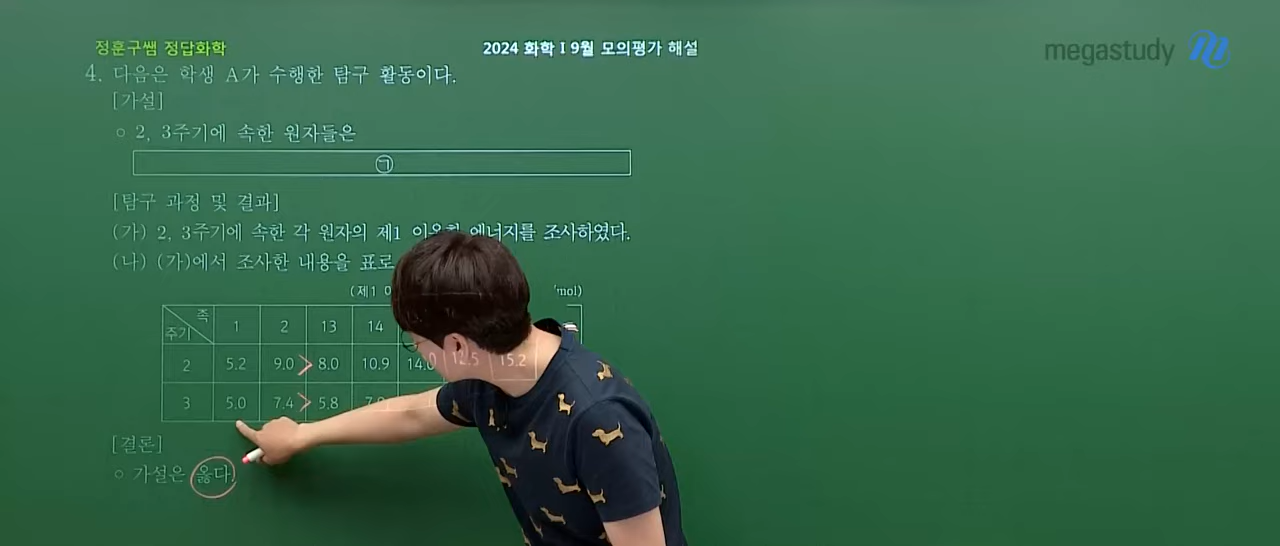 정훈구쌤 정답화학
2024 화학 I 9월 모의평가 해설
megastudy
4. 다음은 학생 A가 수행한 탐구 활동이다.
[가설]
○ 2, 3주기에 속한 원자들은
㉠
[탐구 과정 및 결과]
(가) 2, 3주기에 속한 각 원자의 제1 에너지를 조사하였다.
(나) (가)에서 조사한 내용을 표로
(제1 mol)
족
주기 1 2 13 14
2 5.2 9.0 > 8.0 10.9 14.0 12.5 15.2
3 5.0 7.4 > 5.8
[결론]
○ 가설은 옳다.